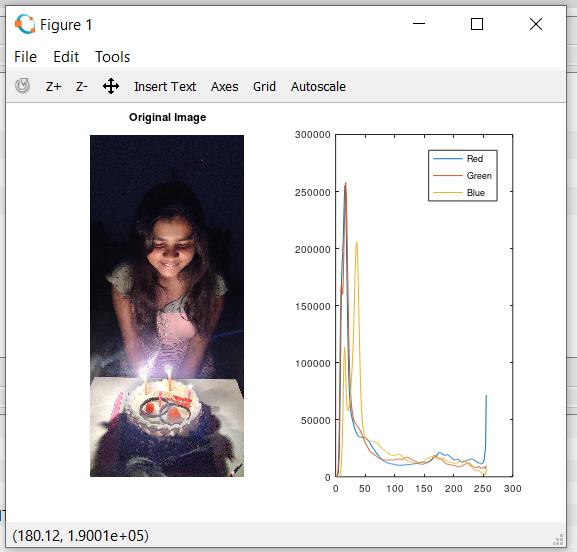 Figure 1
File Edit Tools
Z+ Z- Insert Text Axes Grid Autoscale
Original Image
300000
Red
Green
Blue
300000
250000
200000
150000
100000
50000
0
0 50 100 150 200 250 300
(180.12, 1.9001e+05)